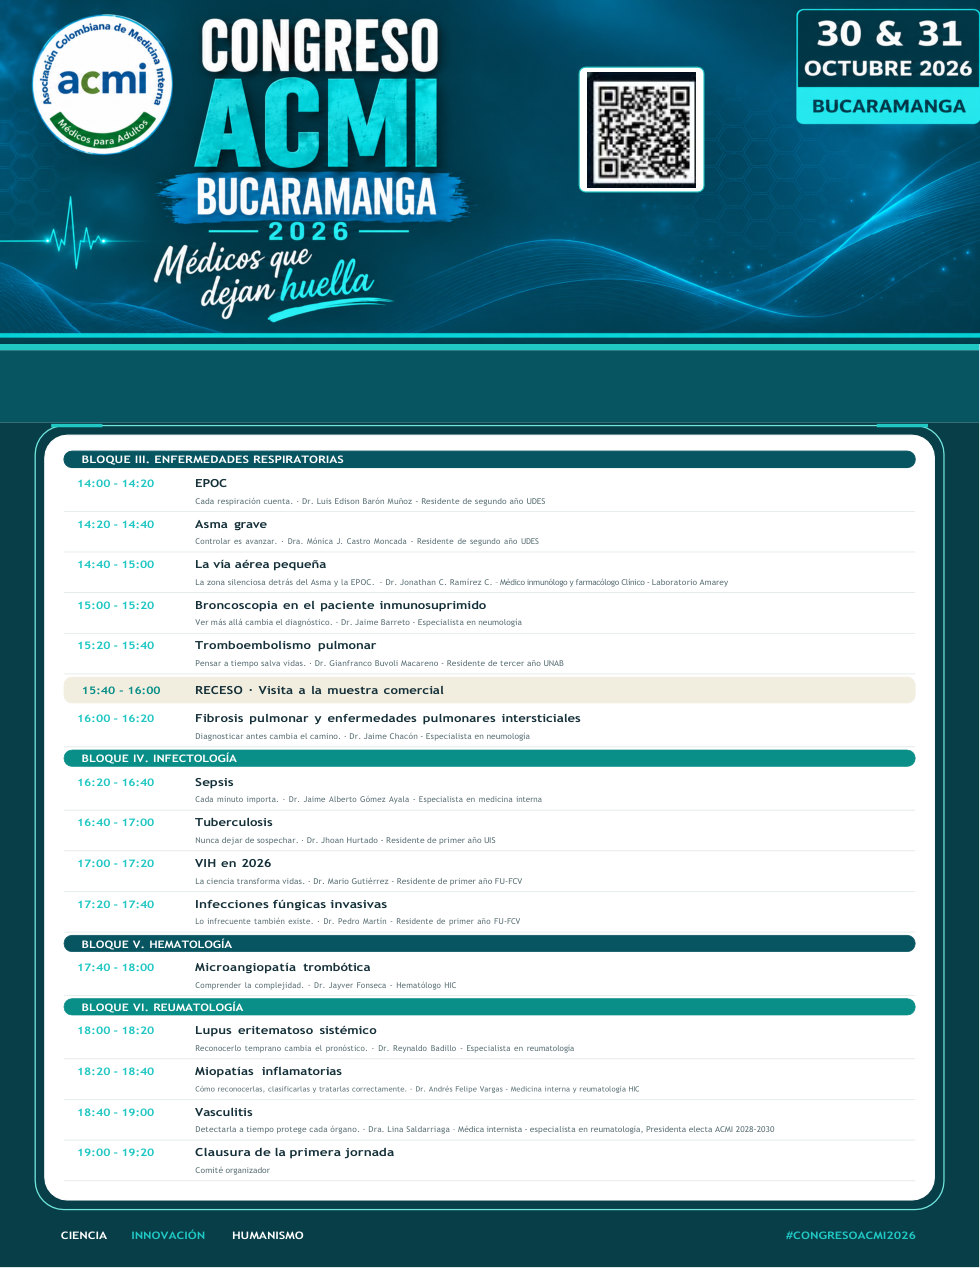 Asociación Colombiana de Medicina Interna
acmi
Médicos para Adultos
CONGRESO
ACMI
BUCARAMANGA
2026
Médicos que
dejan huella
30 & 31
OCTUBRE 2026
BUCARAMANGA
BLOQUE III. ENFERMEDADES RESPIRATORIAS
14:00 - 14:20 EPOC
Cada respiración cuenta. · Dr. Luis Edison Barón Muñoz - Residente de segundo año UDES
14:20 - 14:40 Asma grave
Controlar es avanzar. · Dra. Mónica J. Castro Moncada - Residente de segundo año UDES
14:40 - 15:00 La vía aérea pequeña
La zona silenciosa detrás del Asma y la EPOC. · Dr. Jonathan C. Ramírez C. - Médico inmunólogo y farmacólogo Clínico - Laboratorio Amarey
15:00 - 15:20 Broncoscopia en el paciente inmunosuprimido
Ver más allá cambia el diagnóstico. · Dr. Jaime Barreto - Especialista en neumología
15:20 - 15:40 Tromboembolismo pulmonar
Pensar a tiempo salva vidas. · Dr. Gianfranco Buvoli Macareno - Residente de tercer año UNAB
15:40 - 16:00 RECESO · Visita a la muestra comercial
16:00 - 16:20 Fibrosis pulmonar y enfermedades pulmonares intersticiales
Diagnosticar antes cambia el camino. · Dr. Jaime Chacón - Especialista en neumología
BLOQUE IV. INFECTOLOGÍA
16:20 - 16:40 Sepsis
Cada minuto importa. · Dr. Jaime Alberto Gómez Ayala - Especialista en medicina interna
16:40 - 17:00 Tuberculosis
Nunca dejar de sospechar. · Dr. Jhoan Hurtado - Residente de primer año UIS
17:00 - 17:20 VIH en 2026
La ciencia transforma vidas. · Dr. Mario Gutiérrez - Residente de primer año FU-FCV
17:20 - 17:40 Infecciones fúngicas invasivas
Lo infrecuente también existe. · Dr. Pedro Martín - Residente de primer año FU-FCV
BLOQUE V. HEMATOLOGÍA
17:40 - 18:00 Microangiopatía trombótica
Comprender la complejidad. · Dr. Jayver Fonseca - Hematólogo HIC
BLOQUE VI. REUMATOLOGÍA
18:00 - 18:20 Lupus eritematoso sistémico
Reconocerlo temprano cambia el pronóstico. · Dr. Reynaldo Badillo - Especialista en reumatología
18:20 - 18:40 Miopatías inflamatorias
Cómo reconocerlas, clasificarlas y tratarlas correctamente. · Dr. Andrés Felipe Vargas - Medicina interna y reumatología HIC
18:40 - 19:00 Vasculitis
Detectarla a tiempo protege cada órgano. · Dra. Lina Saldarriaga - Médica internista - especialista en reumatología, Presidenta electa ACMI 2028-2030
19:00 - 19:20 Clausura de la primera jornada
Comité organizador
CIENCIA INNOVACIÓN HUMANISMO #CONGRESOACMI2026